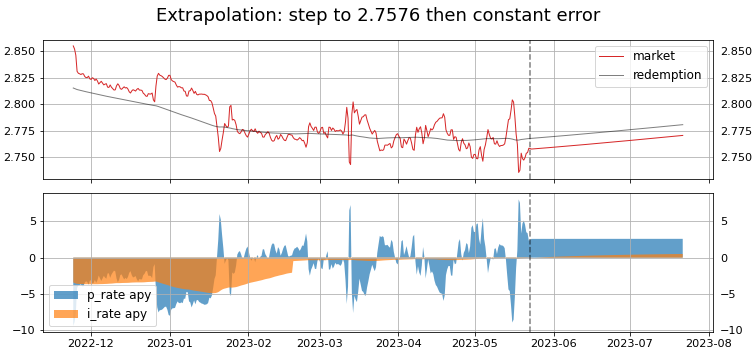 Extrapolation: step to 2.7576 then constant error
2.850 2.850
2.825 2.825
2.800 2.800
2.775 2.775
2.750 2.750
market
redemption
5 5
0 0
−5 −5
−10 −10
p_rate apy
i_rate apy
2022-12 2023-01 2023-02 2023-03 2023-04 2023-05 2023-06 2023-07 2023-08